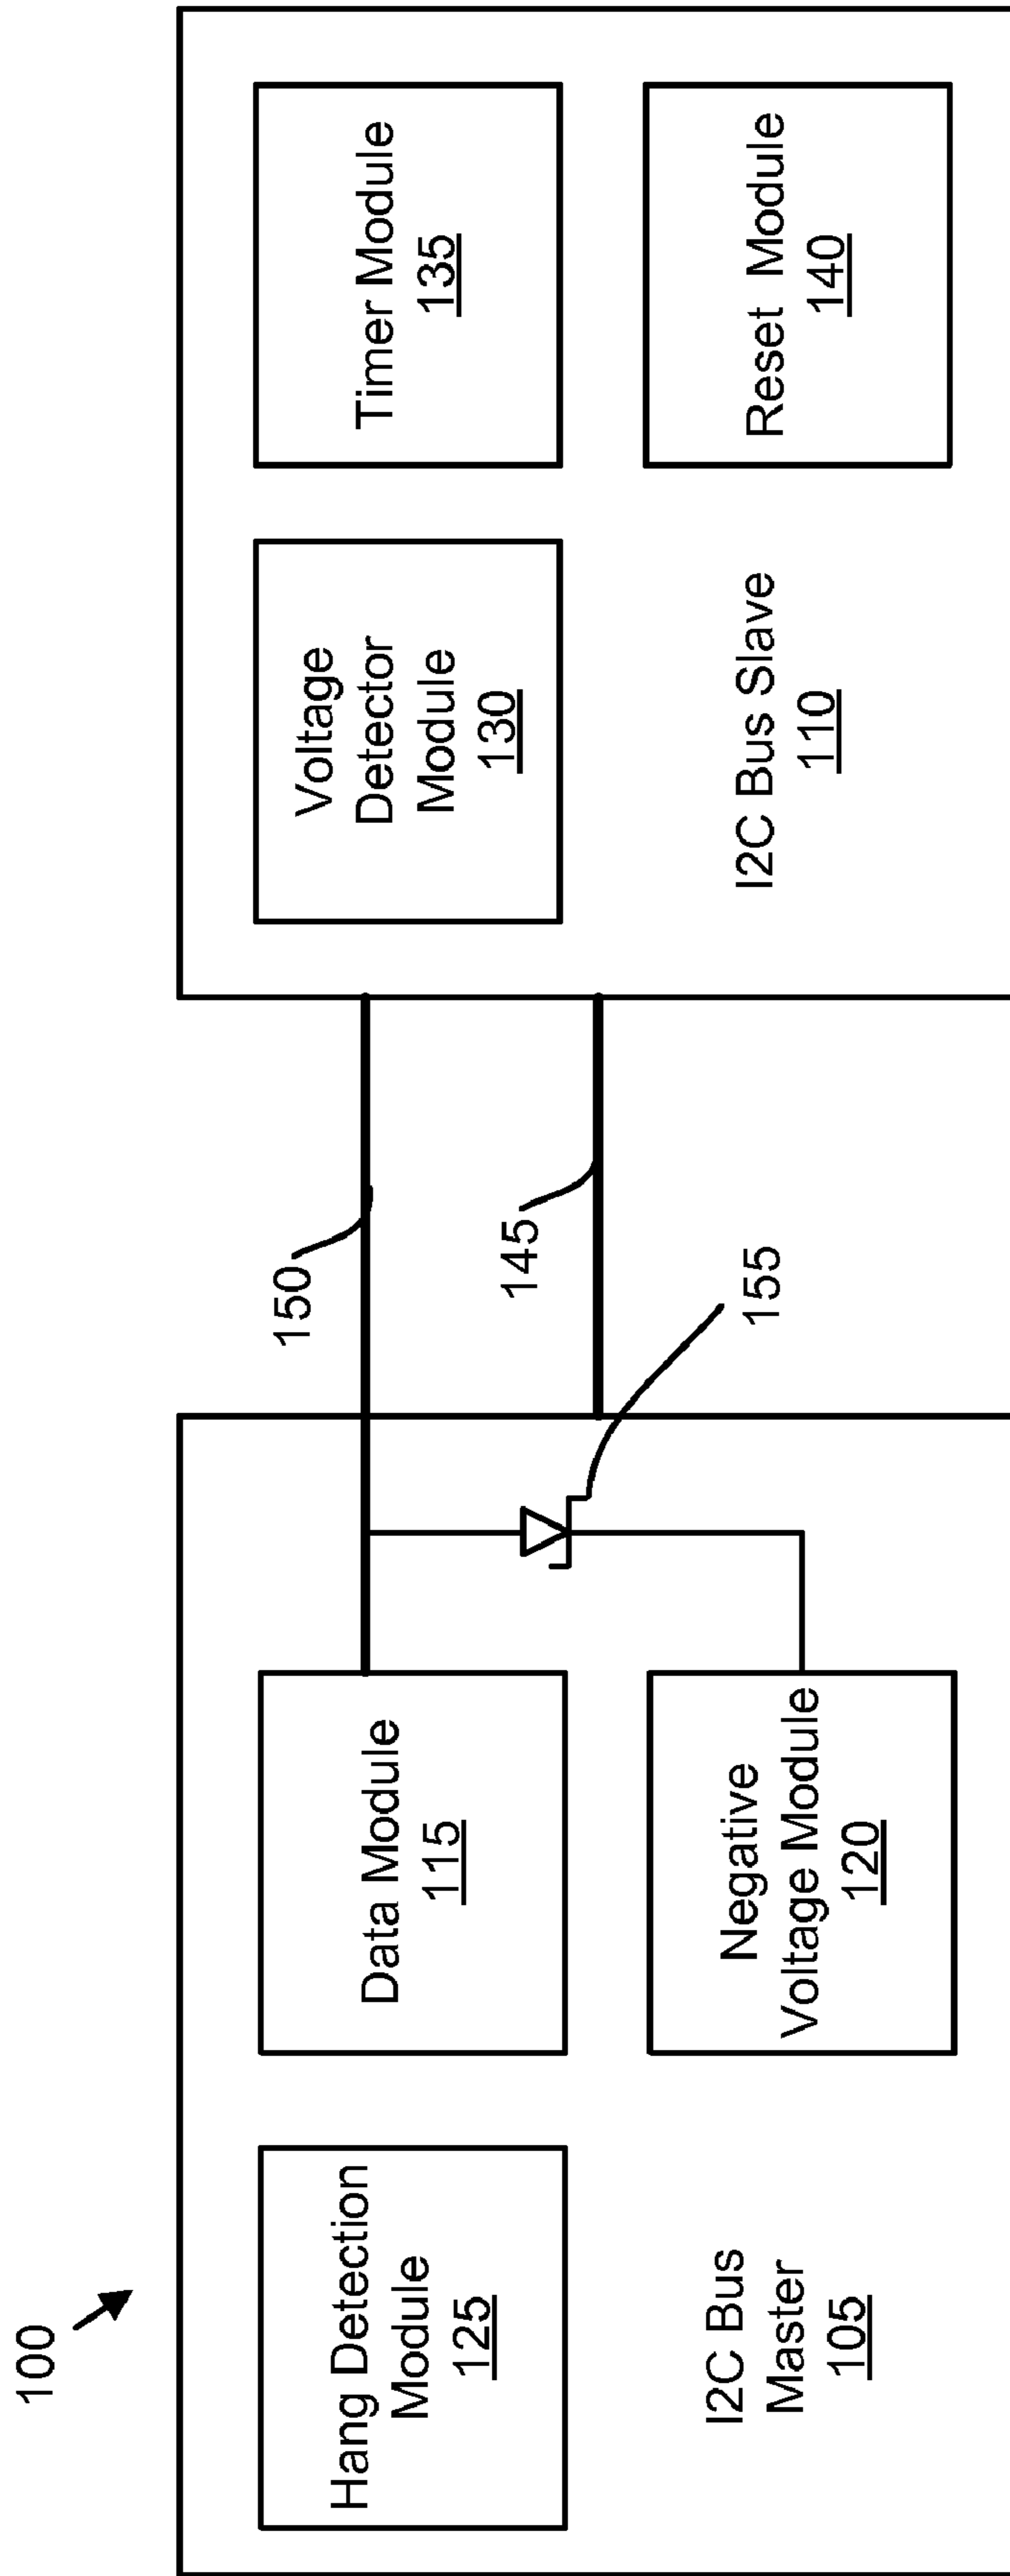 100
Hang Detection
Module
125
Data Module
115
I2C Bus
Master
105
Negative
Voltage Module
120
150
145
155
Voltage
Detector
Module
130
Timer Module
135
I2C Bus Slave
110
Reset Module
140